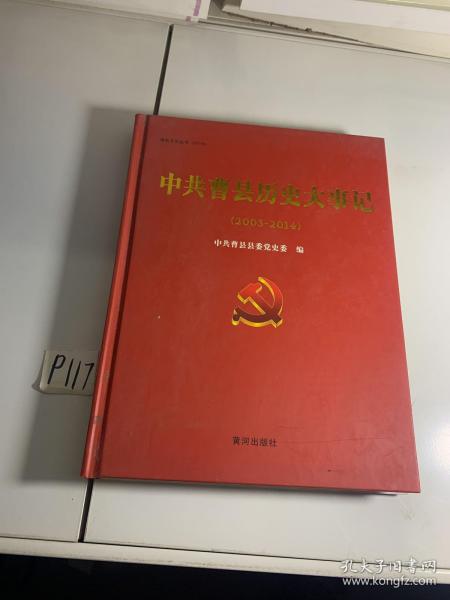 中共曹县历史大事记
(2003-2014)
中共曹县县委党史委 编
黄河出版社
P117
孔夫子旧书网
www.kongfz.com